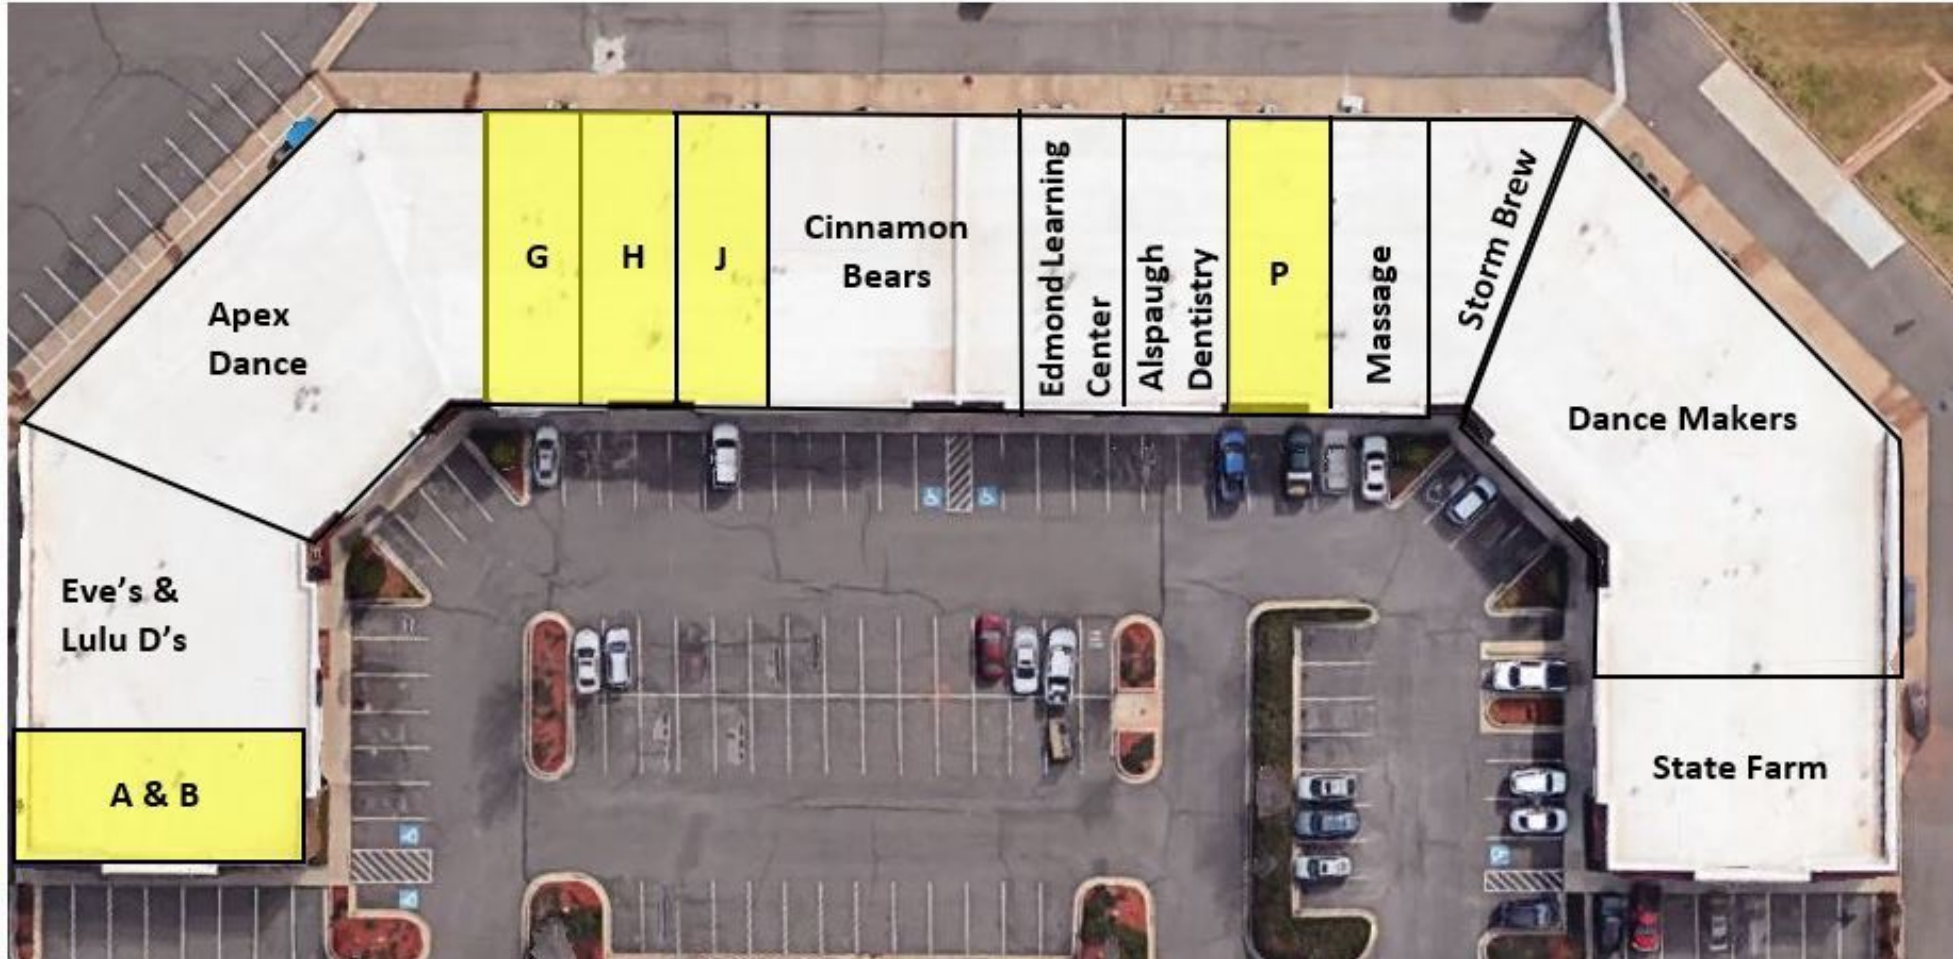 Apex
Dance
G
H
J
Cinnamon
Bears
Edmond Learning
Center
Alspaugh
Dentistry
P
Massage
Storm Brew
Dance Makers
Eve's &
Lulu D's
A & B
State Farm